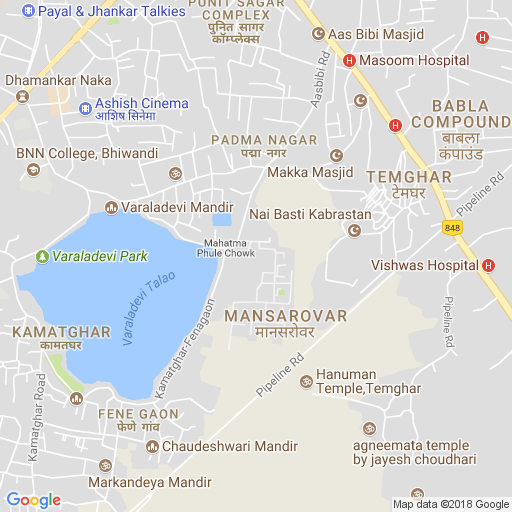 PUNIT SAGAR
COMPLEX
पुनित सागर
कॉम्प्लेक्स
Payal & Jhankar Talkies
Aas Bibi Masjid
Masoom Hospital
Aasbibi Rd
Dhamankar Naka
Ashish Cinema
आशिष सिनेमा
BABLA
COMPOUND
बाबला
कंपाउंड
PADMA NAGAR
पद्मा नगर
BNN College, Bhiwandi
Makka Masjid
TEMGHAR
टेमघर
Pipeline Rd
Varaladevi Mandir
Nai Basti Kabrastan
848
Mahatma
Phule Chowk
Varaladevi Park
Varaladevi Talao
Vishwas Hospital
Kamatghar-Fenagaon
MANSAROVAR
मानसरोवर
Pipeline Rd
KAMATGHAR
कामतघर
Pipeline Rd
Hanuman
Temple,Temghar
Kamatghar Road
FENE GAON
फेणे गांव
Chaudeshwari Mandir
agneemata temple
by jayesh choudhari
Markandeya Mandir
Google
Map data ©2018 Google